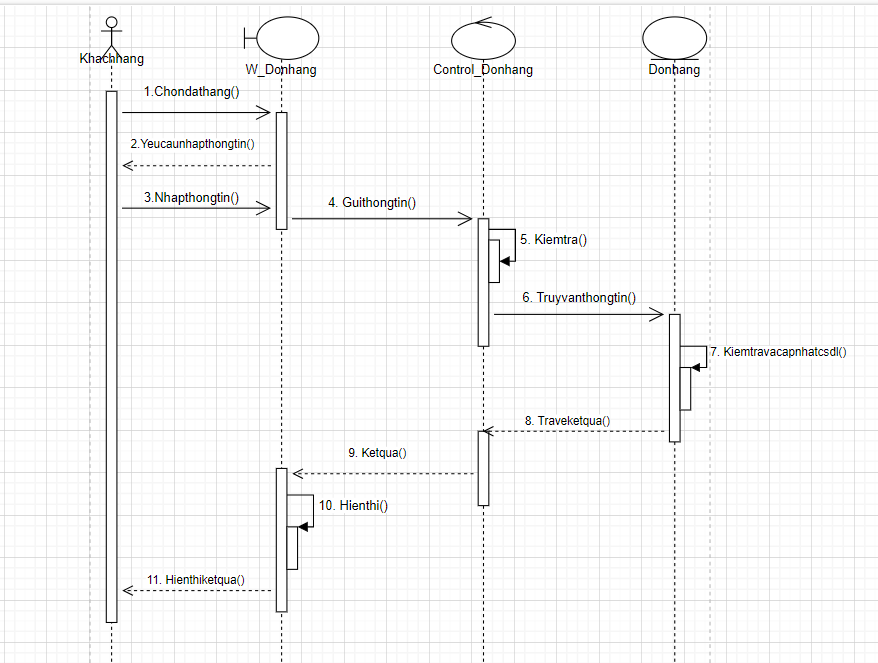 Khachhang
W_Donhang
Control_Donhang
Donhang
1.Chondathang()
2.Yeucaunhapthongtin()
3.Nhapthongtin()
4. Guithongtin()
5. Kiemtra()
6. Truyvanthongtin()
7. Kiemtravacapnhatcsdl()
8. Traveketqua()
9. Ketqua()
10. Hienthi()
11. Hienthiketqua()